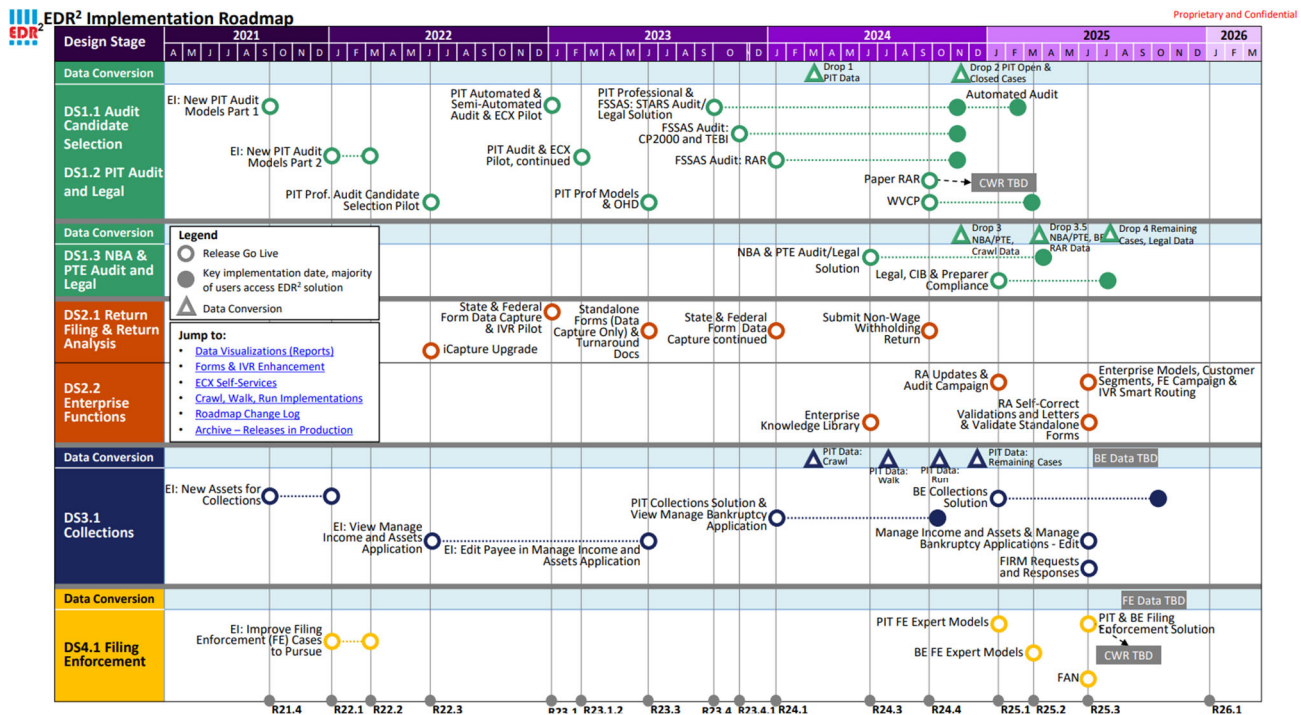 EDR²
EDR² Implementation Roadmap
Proprietary and Confidential
Design Stage
2021
2022
2023
2024
2025
2026
A M J J A S O N D
J F M A M J J A S O N D
J F M A M J J A S O D
J F M A M J J A S O N D
J F M A M J J A S O N D
J F M
Data Conversion
Drop 1
PIT Data
Drop 2 PIT Open &
Closed Cases
DS1.1 Audit
Candidate
Selection
DS1.2 PIT Audit
and Legal
EI: New PIT Audit
Models Part 1
EI: New PIT Audit
Models Part 2
PIT Prof. Audit Candidate
Selection Pilot
PIT Automated &
Semi-Automated
Audit & ECX Pilot
PIT Audit & ECX
Pilot, continued
PIT Prof Models
& OHD
PIT Professional &
FSSAS: STARS Audit/
Legal Solution
Automated Audit
FSSAS Audit:
CP2000 and TEBI
FSSAS Audit: RAR
Paper RAR
CWR TBD
WVCP
Data Conversion
Drop 3
NBA/PTE,
Crawl Data
Drop 3.5
NBA/PTE, BE
RAR Data
Drop 4 Remaining
Cases, Legal Data
DS1.3 NBA &
PTE Audit and
Legal
NBA & PTE Audit/Legal
Solution
Legal, CIB & Preparer
Compliance
Legend
Release Go Live
Key implementation date, majority
of users access EDR² solution
Data Conversion
Jump to:
• Data Visualizations (Reports)
• Forms & IVR Enhancement
• ECX Self-Services
• Crawl, Walk, Run Implementations
• Roadmap Change Log
• Archive – Releases in Production
DS2.1 Return
Filing & Return
Analysis
iCapture Upgrade
State & Federal
Form Data Capture
& IVR Pilot
Standalone
Forms (Data
Capture Only) &
Turnaround
Docs
State & Federal
Form Data
Capture continued
Submit Non-Wage
Withholding
Return
DS2.2
Enterprise
Functions
Enterprise
Knowledge Library
RA Updates &
Audit Campaign
Enterprise Models, Customer
Segments, FE Campaign &
IVR Smart Routing
RA Self-Correct
Validations and Letters
& Validate Standalone
Forms
Data Conversion
PIT Data:
Crawl
PIT Data:
Walk
PIT Data:
Run
PIT Data:
Remaining Cases
BE Data TBD
DS3.1
Collections
EI: New Assets for
Collections
EI: View Manage
Income and Assets
Application
EI: Edit Payee in Manage Income and
Assets Application
PIT Collections Solution &
View Manage Bankruptcy
Application
BE Collections
Solution
Manage Income and Assets & Manage
Bankruptcy Applications - Edit
FIRM Requests
and Responses
Data Conversion
FE Data TBD
DS4.1 Filing
Enforcement
EI: Improve Filing
Enforcement (FE) Cases
to Pursue
PIT FE Expert Models
BE FE Expert Models
PIT & BE Filing
Enforcement Solution
CWR TBD
FAN
R21.4 R22.1 R22.2 R22.3 R23.1 R23.1.2 R23.3 R23.4 R23.4.1 R24.1 R24.3 R24.4 R25.1 R25.2 R25.3 R26.1